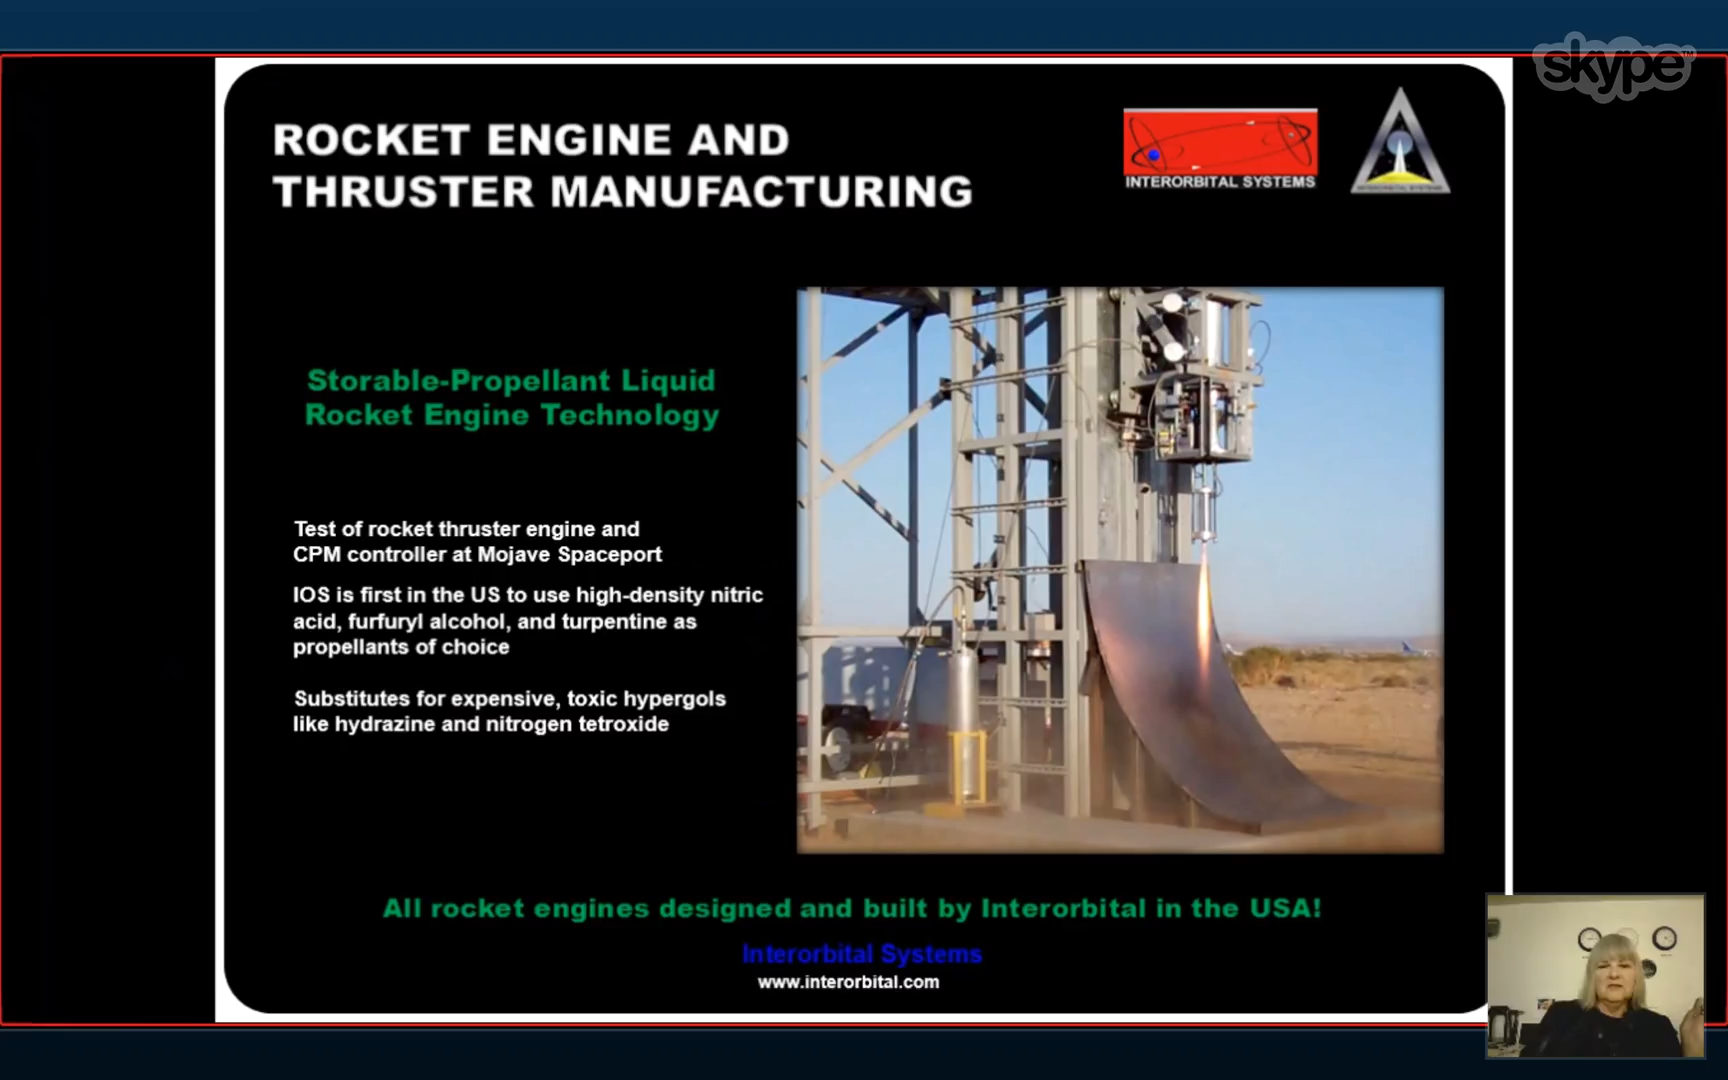 skype™
ROCKET ENGINE AND
THRUSTER MANUFACTURING
INTERORBITAL SYSTEMS
Storable-Propellant Liquid
Rocket Engine Technology
Test of rocket thruster engine and
CPM controller at Mojave Spaceport
IOS is first in the US to use high-density nitric
acid, furfuryl alcohol, and turpentine as
propellants of choice
Substitutes for expensive, toxic hypergols
like hydrazine and nitrogen tetroxide
All rocket engines designed and built by Interorbital in the USA!
Interorbital Systems
www.interorbital.com